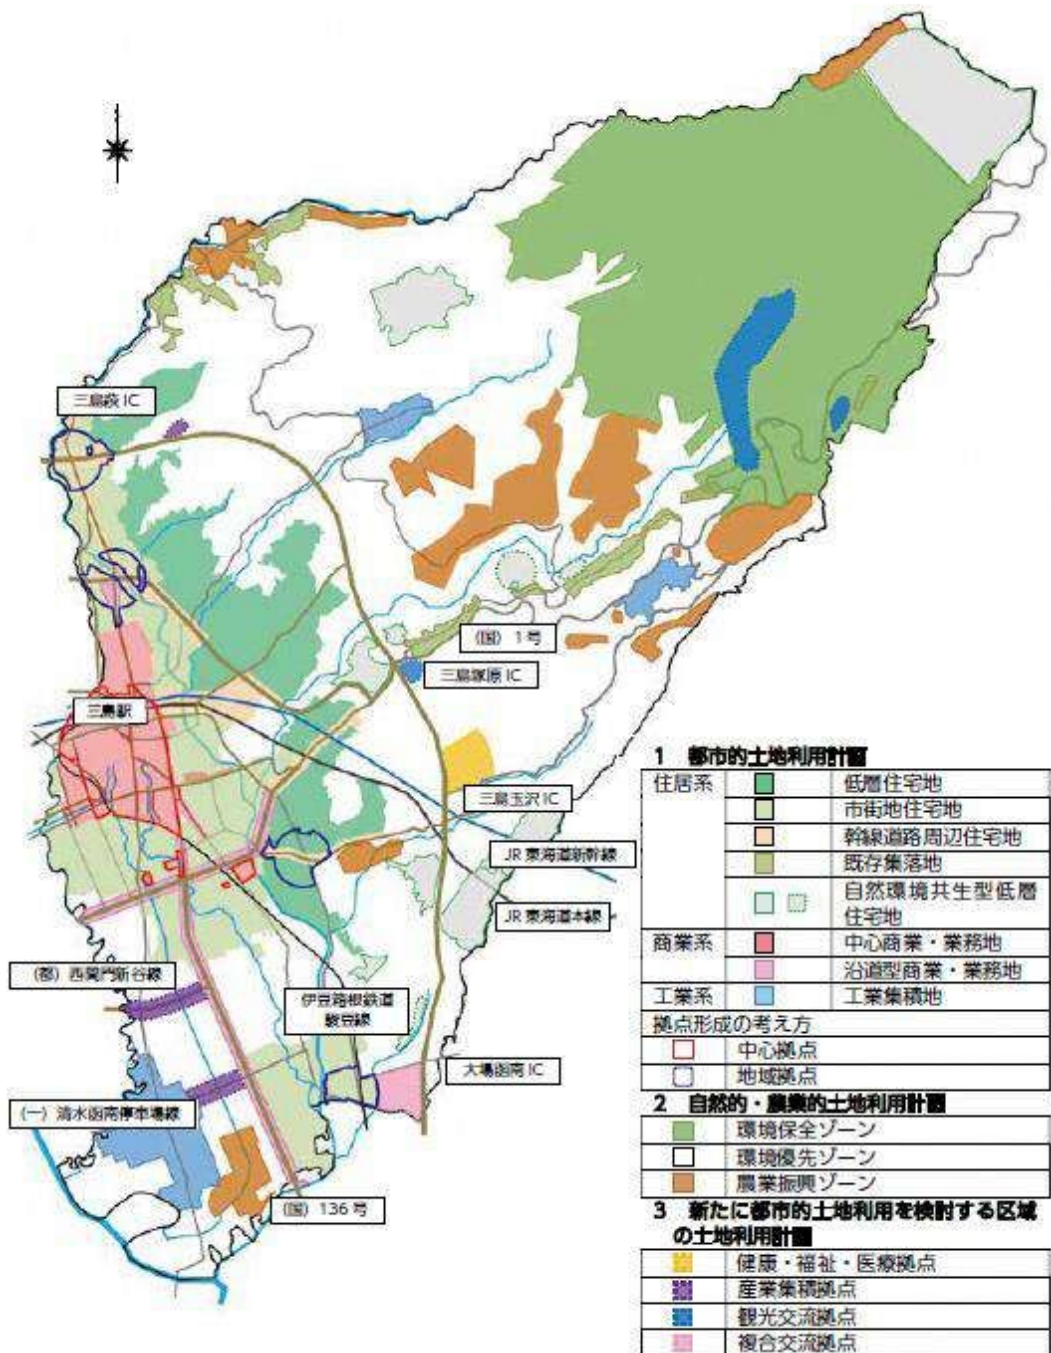 三島萩 IC
(国) 1号
三島塚原 IC
三島駅
三島玉沢 IC
JR 東海道新幹線
JR 東海道本線
(都) 西間門新谷線
伊豆箱根鉄道
駿豆線
大場函南 IC
(一) 清水函南停車場線
(国) 136号
1 都市的土地利用計画
住居系 低層住宅地
市街地住宅地
幹線道路周辺住宅地
既存集落地
自然環境共生型低層
住宅地
商業系 中心商業・業務地
沿道型商業・業務地
工業系 工業集積地
拠点形成の考え方
中心拠点
地域拠点
2 自然的・農業的土地利用計画
環境保全ゾーン
環境優先ゾーン
農業振興ゾーン
3 新たに都市的土地利用を検討する区域
の土地利用計画
健康・福祉・医療拠点
産業集積拠点
観光交流拠点
複合交流拠点